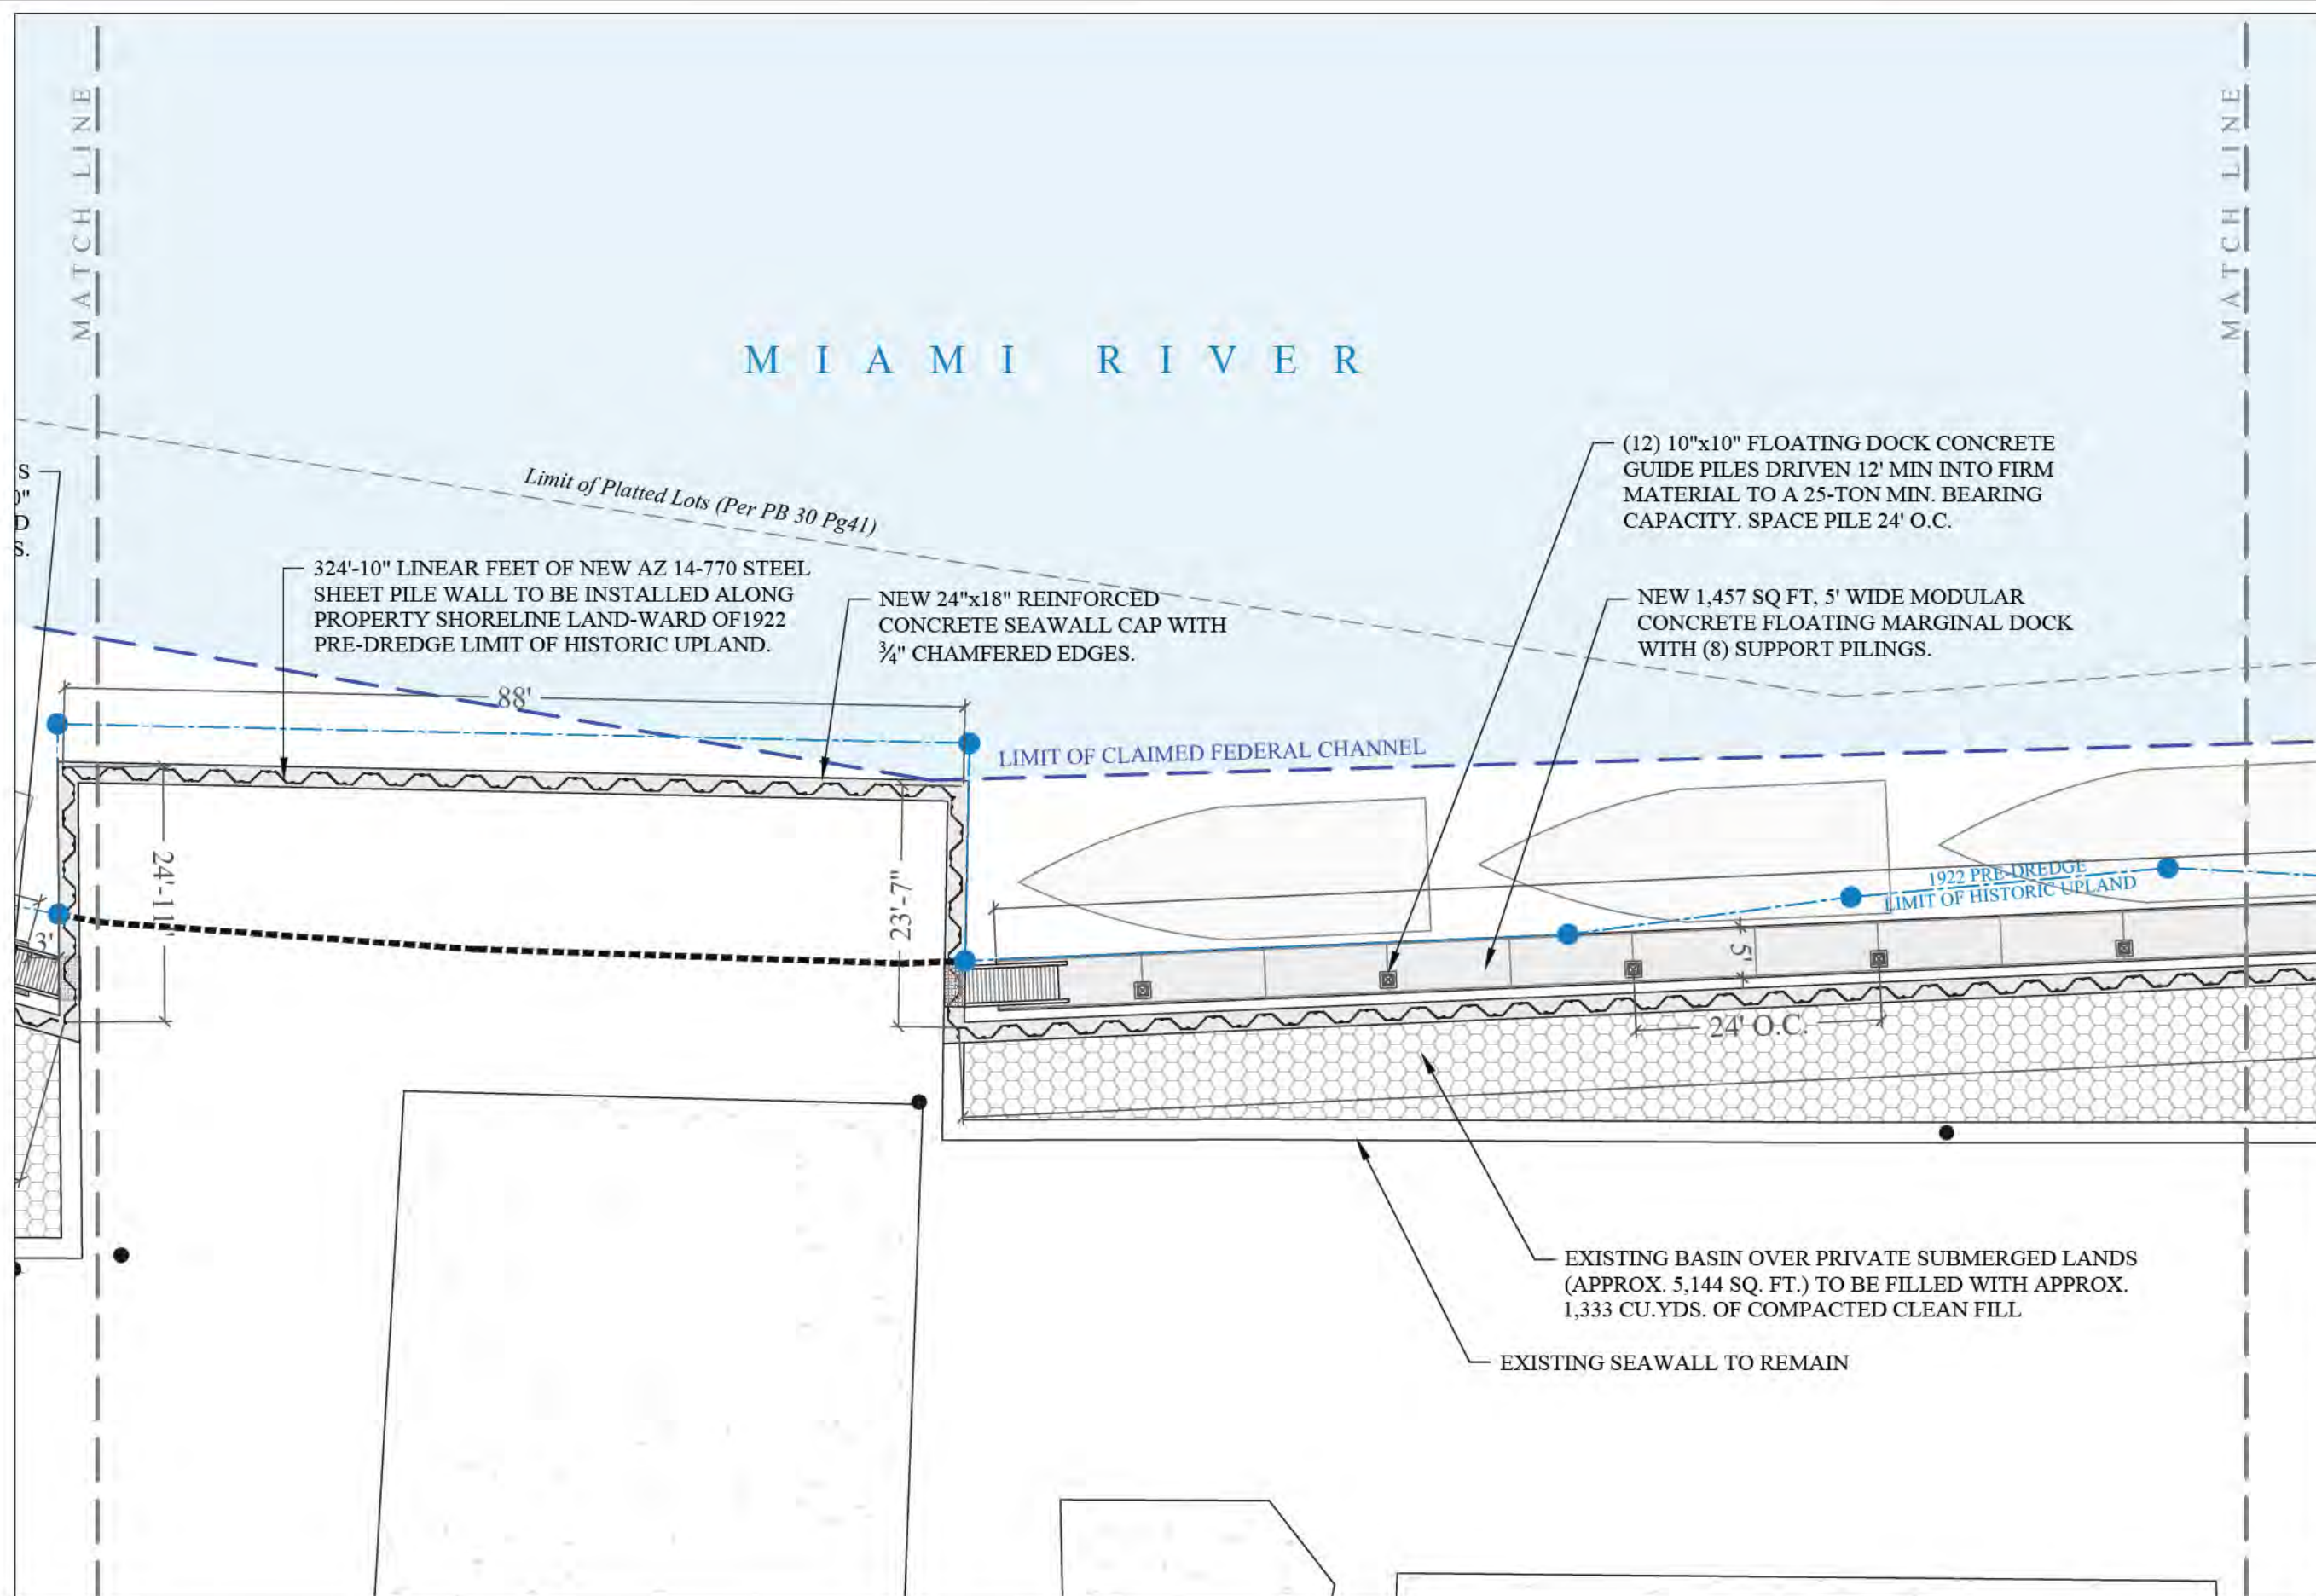 MATCH LINE
MATCH LINE
MIAMI RIVER
(12) 10"x10" FLOATING DOCK CONCRETE
GUIDE PILES DRIVEN 12' MIN INTO FIRM
MATERIAL TO A 25-TON MIN. BEARING
CAPACITY. SPACE PILE 24' O.C.
S
0"
D
S.
Limit of Platted Lots (Per PB 30 Pg41)
324'-10" LINEAR FEET OF NEW AZ 14-770 STEEL
SHEET PILE WALL TO BE INSTALLED ALONG
PROPERTY SHORELINE LAND-WARD OF1922
PRE-DREDGE LIMIT OF HISTORIC UPLAND.
NEW 24"x18" REINFORCED
CONCRETE SEAWALL CAP WITH
¾" CHAMFERED EDGES.
NEW 1,457 SQ FT, 5' WIDE MODULAR
CONCRETE FLOATING MARGINAL DOCK
WITH (8) SUPPORT PILINGS.
88'
LIMIT OF CLAIMED FEDERAL CHANNEL
24'-11"
23'-7"
1922 PRE-DREDGE
LIMIT OF HISTORIC UPLAND
3'
5'
24' O.C.
EXISTING BASIN OVER PRIVATE SUBMERGED LANDS
(APPROX. 5,144 SQ. FT.) TO BE FILLED WITH APPROX.
1,333 CU.YDS. OF COMPACTED CLEAN FILL
EXISTING SEAWALL TO REMAIN